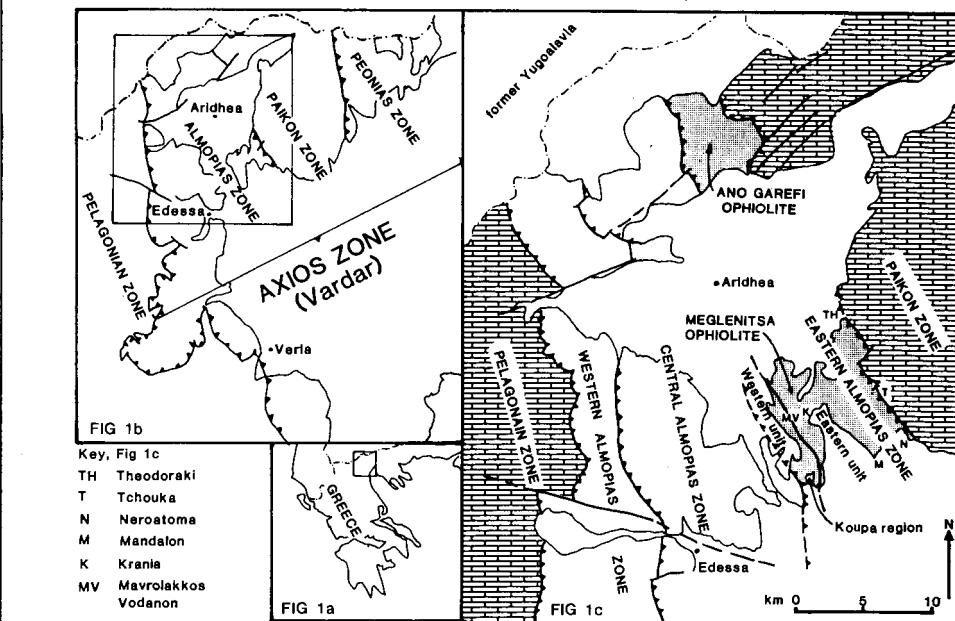 Aridhea
PEONIAS ZONE
PAIKON ZONE
ALMOPIAS ZONE
Edessa
PELAGONIAN ZONE
AXIOS ZONE
(Vardar)
Veria
FIG 1b
Key, Fig 1c
TH Theodoraki
T Tchouka
N Neroatoma
M Mandalon
K Krania
MV Mavrolakkos
Vodanon
GREECE
FIG 1a
former Yugoalavia
ANO GAREFI
OPHIOLITE
Aridhea
MEGLENITSA
OPHIOLITE
TH
PAIKON ZONE
EASTERN ALMOPIAS ZONE
PELAGONAIN ZONE
WESTERN ALMOPIAS
ZONE
CENTRAL ALMOPIAS ZONE
Western unit
MV
K
Eastern unit
N
M
Koupa region
Edessa
N
km 0 5 10
FIG 1c